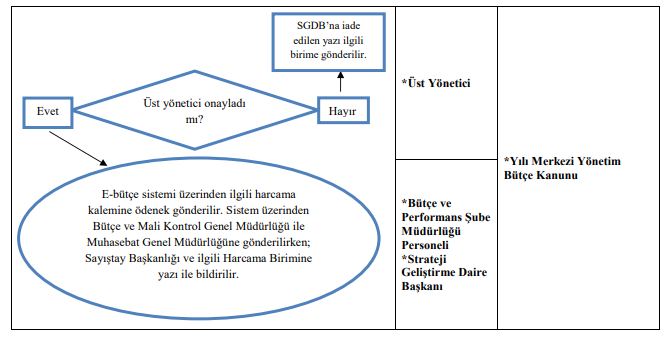 SGDB’na iade
edilen yazı ilgili
birime gönderilir.
Üst yönetici onayladı
mı?
Evet
Hayır
E-bütçe sistemi üzerinden ilgili harcama
kalemine ödenek gönderilir. Sistem üzerinden
Bütçe ve Mali Kontrol Genel Müdürlüğü ile
Muhasebat Genel Müdürlüğüne gönderilirken;
Sayıştay Başkanlığı ve ilgili Harcama Birimine
yazı ile bildirilir.
*Üst Yönetici
*Bütçe ve
Performans Şube
Müdürlüğü
Personeli
*Strateji
Geliştirme Daire
Başkanı
*Yılı Merkezi Yönetim
Bütçe Kanunu